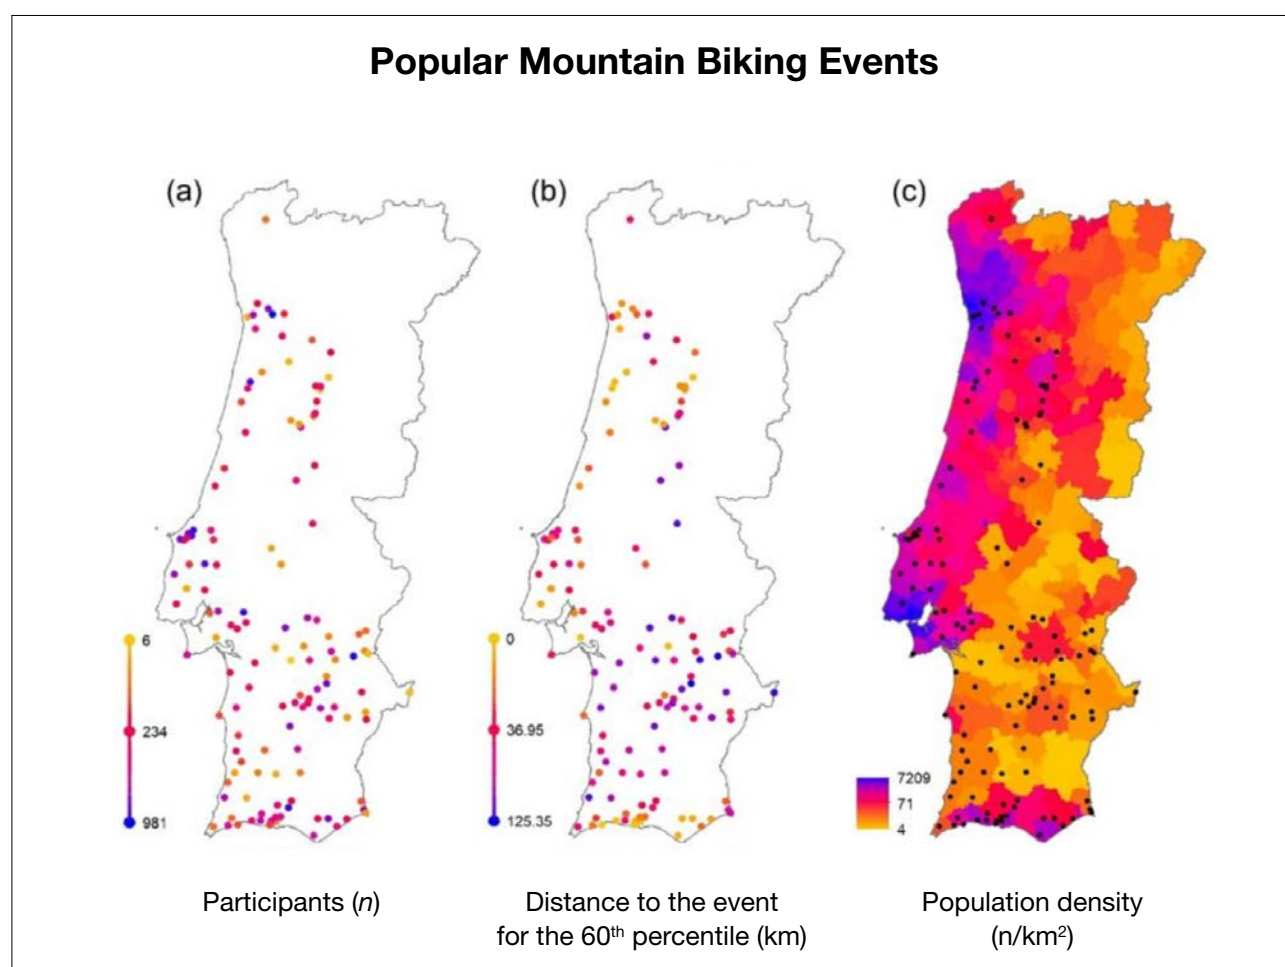 Popular Mountain Biking Events
(a)
(b)
(c)
6
234
981
0
36.95
125.35
7209
71
4
Participants (n)
Distance to the event
for the 60th percentile (km)
Population density
(n/km²)